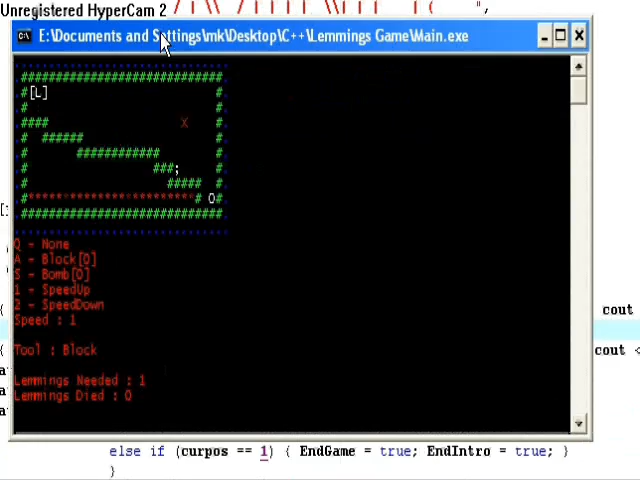 Unregistered HyperCam 2
E:\Documents and Settings\mk\Desktop\C++\Lemmings Game\Main.exe
##################################
#[L] #
# #
#### X #
# ###### #
# ############## #
# ###; #
# ##### #
#****************************# O#
##################################
Q - None
A - Block[0]
S - Bomb[0]
1 - SpeedUp
2 - SpeedDown
Speed : 1
{ cout
Tool : Block
{ cout <
Lemmings Needed : 1
Lemmings Died : 0
else if (curpos == 1) { EndGame = true; EndIntro = true; }
}